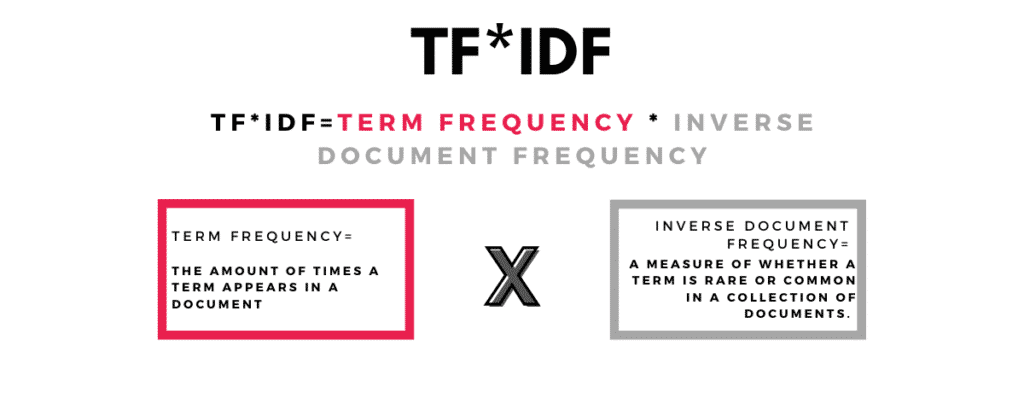 TF*IDF
TF*IDF=TERM FREQUENCY * INVERSE
DOCUMENT FREQUENCY
TERM FREQUENCY=
THE AMOUNT OF TIMES A
TERM APPEARS IN A
DOCUMENT
X
INVERSE DOCUMENT
FREQUENCY=
A MEASURE OF WHETHER A
TERM IS RARE OR COMMON
IN A COLLECTION OF
DOCUMENTS.